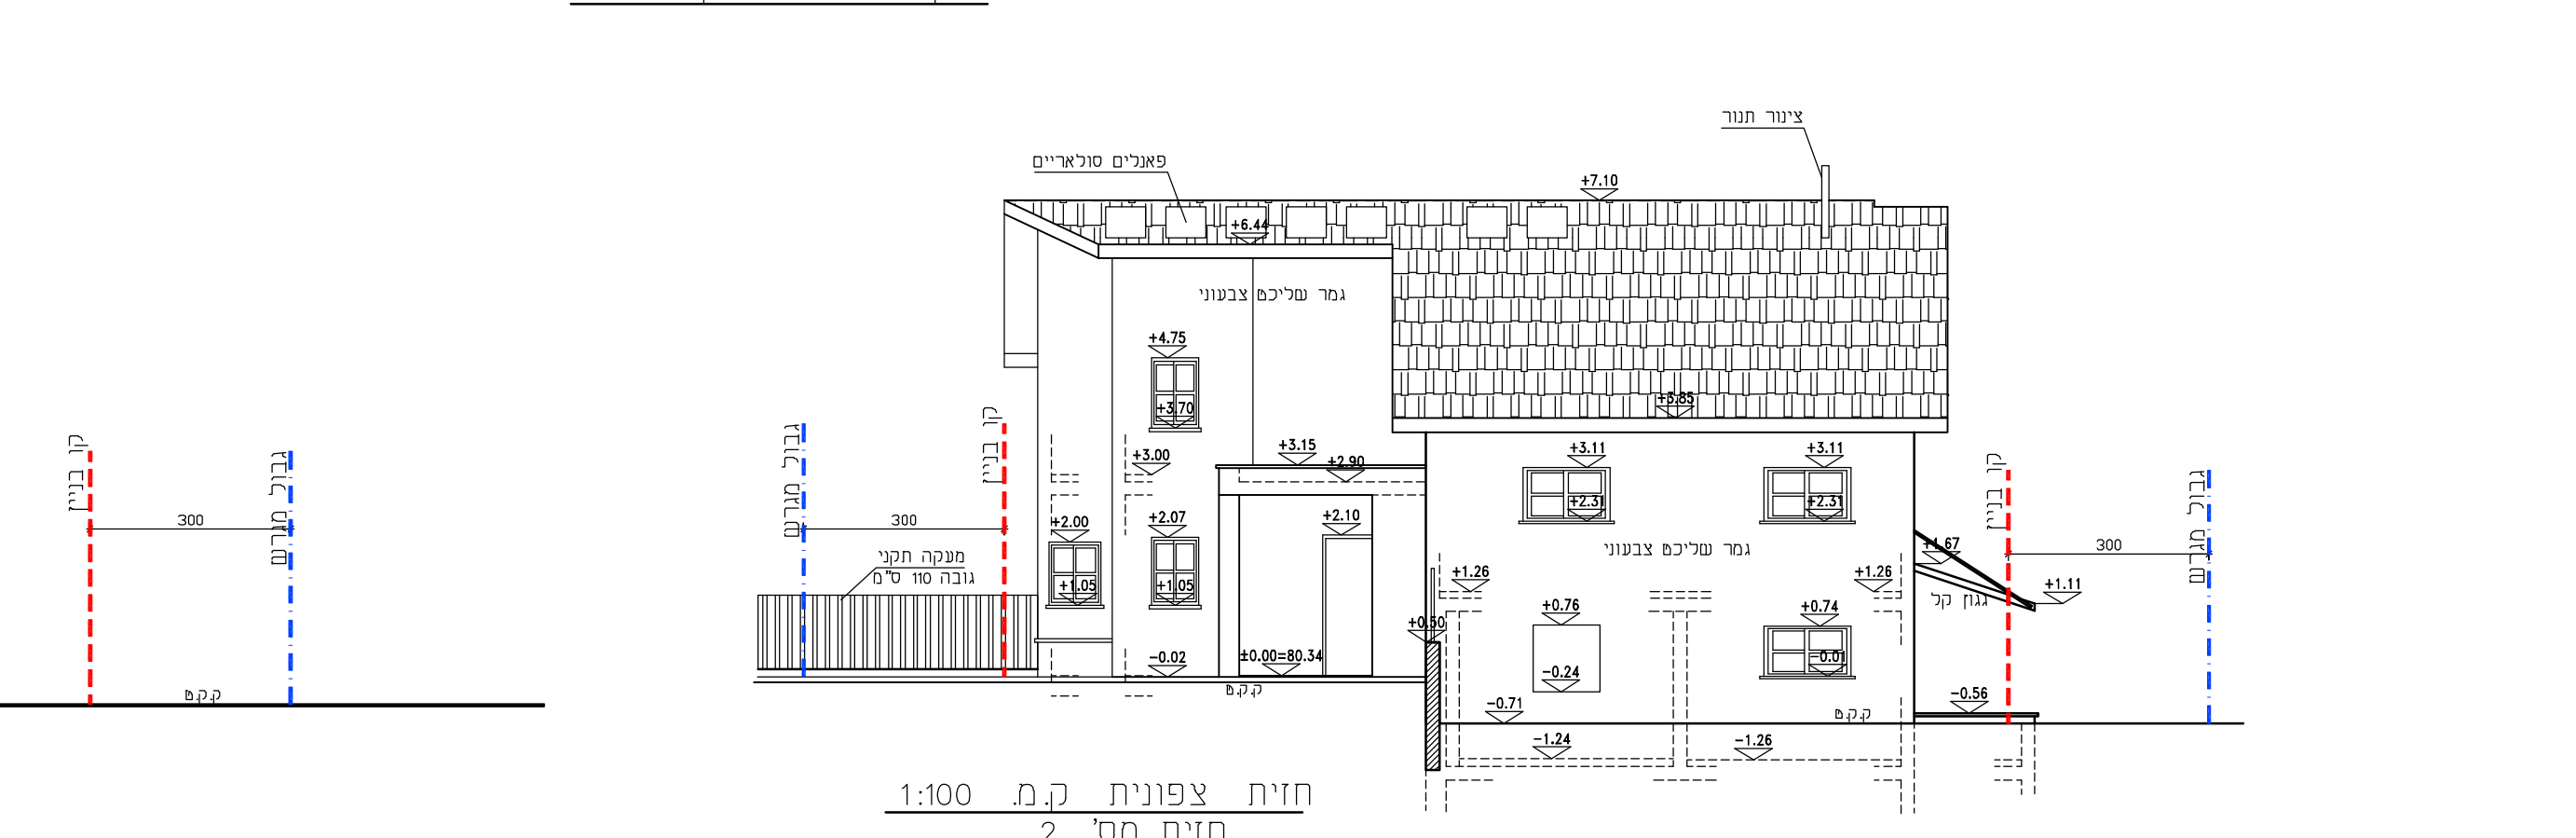 צינור תנור
פאנלים סולאריים
+7.10
+6.44
גמר שליכט צבעוני
+4.75
+3.70
+3.85
קו בניין
גבול מגרש
300
ק.ק.ט
גבול מגרש
קו בניין
300
מעקה תקני
גובה 110 ס"מ
+3.00
+3.15
+2.90
+2.00
+2.07
+2.10
+1.05
+1.05
-0.02
±0.00=80.34
ק.ק.ט
+3.11
+3.11
+2.31
+2.31
גמר שליכט צבעוני
+1.26
+1.26
+0.50
+0.76
+0.74
-0.24
-0.01
-0.71
ק.ק.ט
-1.24
-1.26
+1.67
+1.11
גגון קל
-0.56
קו בניין
גבול מגרש
300
חזית צפונית ק.מ. 1:100
חזית מס' 2